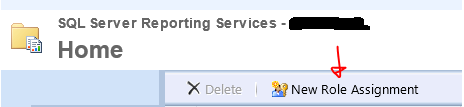 SQL Server Reporting Services -
Home
Delete New Role Assignment